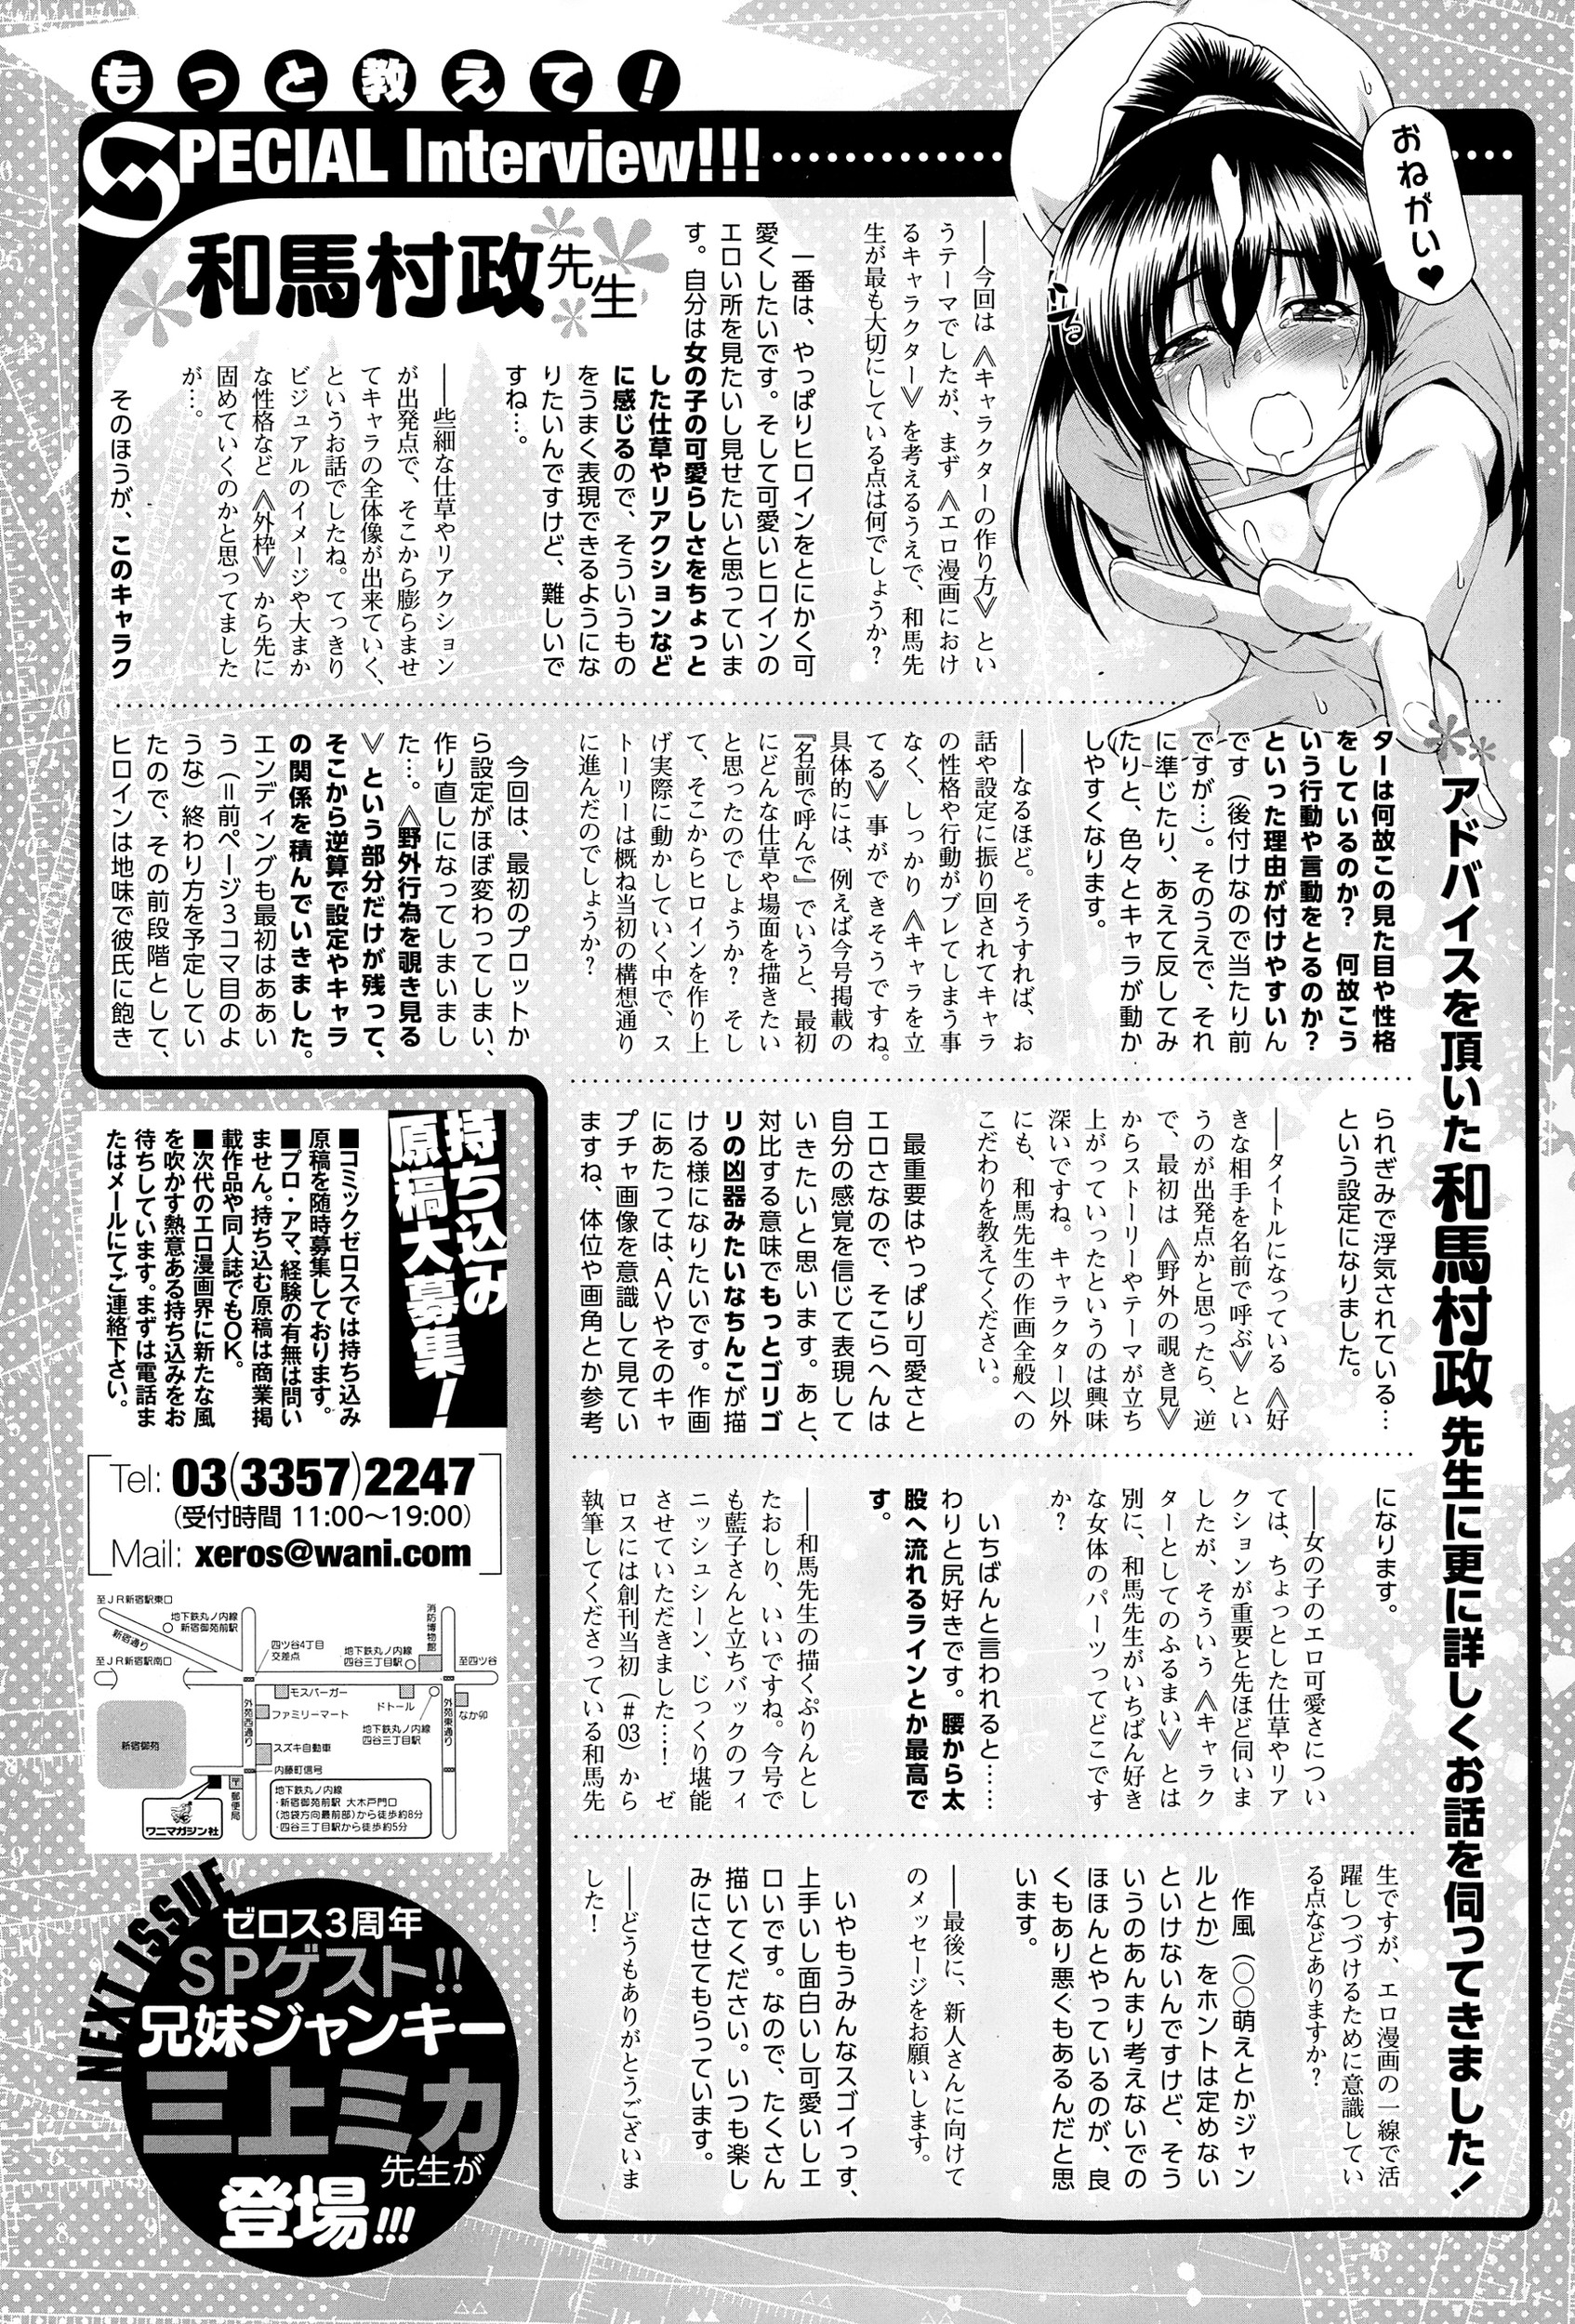 もっと教えて！
SPECIAL Interview!!!
和馬村政先生
おねがい♥
アドバイスを頂いた和馬村政先生に更に詳しくお話を伺ってきました！
――今回は《キャラクターの作り方》とい
うテーマでしたが、まず《エロ漫画におけ
るキャラクター》を考えるうえで、和馬先
生が最も大切にしている点は何でしょうか？
一番は、やっぱりヒロインをとにかく可
愛くしたいです。そして可愛いヒロインの
エロい所を見たいし見せたいと思っていま
す。自分は女の子の可愛らしさをちょっと
した仕草やリアクションなど
に感じるので、そういうもの
をうまく表現できるようにな
りたいんですけど、難しいで
すね…。
――些細な仕草やリアクション
が出発点で、そこから膨らませ
てキャラの全体像が出来ていく、
というお話でしたね。てっきり
ビジュアルのイメージや大まか
な性格など《外枠》から先に
固めていくのかと思ってました
が…。
そのほうが、このキャラク
ターは何故この見た目や性格
をしているのか？　何故こう
いう行動や言動をとるのか？
といった理由が付けやすいん
です（後付けなので当たり前
ですが…）。そのうえで、それ
に準じたり、あえて反してみ
たりと、色々とキャラが動か
しやすくなります。
――なるほど。そうすれば、お
話や設定に振り回されてキャラ
の性格や行動がブレてしまう事
なく、しっかり《キャラを立
てる》事ができそうですね。
具体的には、例えば今号掲載の
『名前で呼んで』でいうと、最初
にどんな仕草や場面を描きたい
と思ったのでしょうか？　そし
て、そこからヒロインを作り上
げ実際に動かしていく中で、ス
トーリーは概ね当初の構想通り
に進んだのでしょうか？
今回は、最初のプロットか
ら設定がほぼ変わってしまい、
作り直しになってしまいまし
た…。《野外行為を覗き見る
》という部分だけが残って、
そこから逆算で設定やキャラ
の関係を積んでいきました。
エンディングも最初はああい
う（＝前ページ3コマ目のよ
うな）終わり方を予定してい
たので、その前段階として、
ヒロインは地味で彼氏に飽き
られぎみで浮気されている…
という設定になりました。
――タイトルになっている《好
きな相手を名前で呼ぶ》とい
うのが出発点かと思ったら、逆
で、最初は《野外の覗き見》
からストーリーやテーマが立ち
上がっていったというのは興味
深いですね。キャラクター以外
にも、和馬先生の作画全般への
こだわりを教えてください。
最重要はやっぱり可愛さと
エロさなので、そこらへんは
自分の感覚を信じて表現して
いきたいと思います。あと、
対比する意味でもっとゴリゴ
リの凶器みたいなちんこが描
ける様になりたいです。作画
にあたっては、AVやそのキャ
プチャ画像を意識して見てい
ますね、体位や画角とか参考
になります。
――女の子のエロ可愛さについ
ては、ちょっとした仕草やリア
クションが重要と先ほど伺いま
したが、そういう《キャラク
ターとしてのふるまい》とは
別に、和馬先生がいちばん好き
な女体のパーツってどこです
か？
いちばんと言われると……
わりと尻好きです。腰から太
股へ流れるラインとか最高で
す。
――和馬先生の描くぷりんとし
たおしり、いいですね。今号で
も藍子さんと立ちバックのフィ
ニッシュシーン、じっくり堪能
させていただきました…！　ゼ
ロスには創刊当初（＃03）から
執筆してくださっている和馬先
生ですが、エロ漫画の一線で活
躍しつづけるために意識してい
る点などありますか？
作風（○○萌えとかジャン
ルとか）をホントは定めない
といけないんですけど、そう
いうのあんまり考えないでの
ほほんとやっているのが、良
くもあり悪くもあるんだと思
います。
――最後に、新人さんに向けて
のメッセージをお願いします。
いやもうみんなスゴイっす、
上手いし面白いし可愛いしエ
ロいです。なので、たくさん
描いてください。いつも楽し
みにさせてもらっています。
――どうもありがとうございま
した！
持ち込み
原稿大募集！
■コミックゼロスでは持ち込み
原稿を随時募集しております。
■プロ・アマ、経験の有無は問い
ません。持ち込む原稿は商業掲
載作品や同人誌でもOK。
■次代のエロ漫画界に新たな風
を吹かす熱意ある持ち込みをお
待ちしています。まずは電話ま
たはメールにてご連絡下さい。
Tel: 03(3357)2247
（受付時間 11:00〜19:00）
Mail: xeros@wani.com
至JR新宿駅東口
地下鉄丸ノ内線
新宿御苑前駅
新宿通り
至JR新宿駅南口
四ツ谷4丁目
交差点
消防博物館
地下鉄丸ノ内線
四谷三丁目駅
至四ツ谷
モスバーガー
ファミリーマート
ドトール
なか卯
地下鉄丸ノ内線
四谷三丁目駅
外苑西通り
外苑東通り
新宿御苑
スズキ自動車
内藤町信号
〒郵便局
ワニマガジン社
地下鉄丸ノ内線
・新宿御苑前駅 大木戸門口
（池袋方向最前部）から徒歩約8分
・四谷三丁目駅から徒歩約5分
NEXT ISSUE
ゼロス3周年
SPゲスト!!
兄妹ジャンキー
三上ミカ
先生が
登場!!!